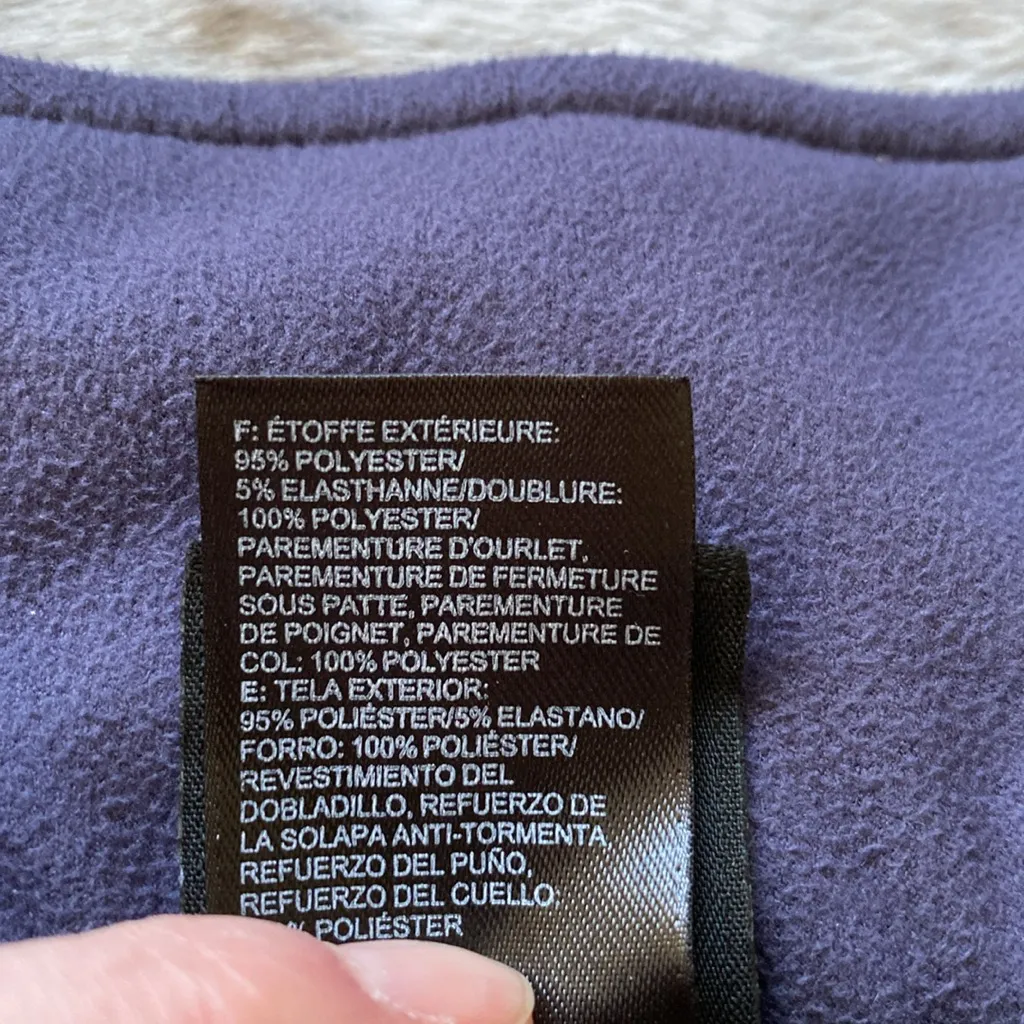 F: ÉTOFFE EXTÉRIEURE:
95% POLYESTER/
5% ELASTHANNE/DOUBLURE:
100% POLYESTER/
PAREMENTURE D'OURLET,
PAREMENTURE DE FERMETURE
SOUS PATTE, PAREMENTURE
DE POIGNET, PAREMENTURE DE
COL: 100% POLYESTER
E: TELA EXTERIOR:
95% POLIÉSTER/5% ELASTANO/
FORRO: 100% POLIÉSTER/
REVESTIMIENTO DEL
DOBLADILLO, REFUERZO DE
LA SOLAPA ANTI-TORMENTA,
REFUERZO DEL PUÑO,
REFUERZO DEL CUELLO
% POLIÉSTER